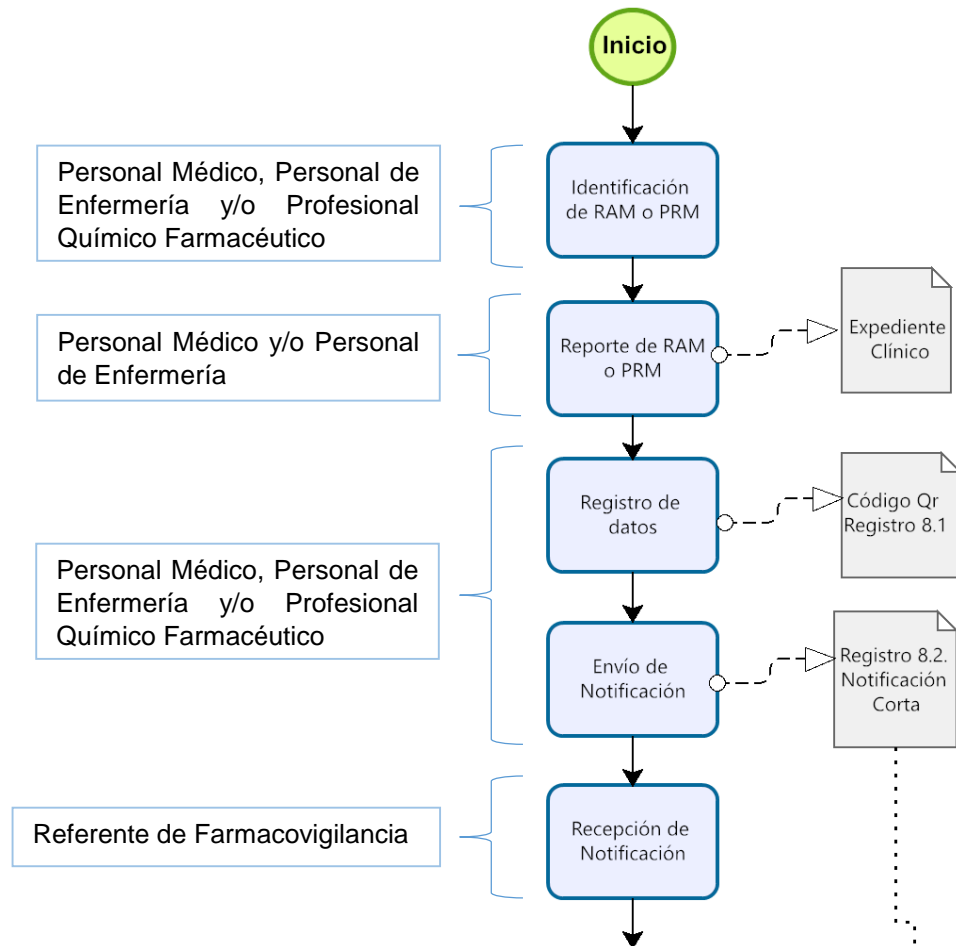 Inicio
Personal Médico, Personal de
Enfermería y/o Profesional
Químico Farmacéutico
Identificación
de RAM o PRM
Personal Médico y/o Personal
de Enfermería
Reporte de RAM
o PRM
Expediente
Clínico
Registro de
datos
Código Qr
Registro 8.1
Personal Médico, Personal de
Enfermería y/o Profesional
Químico Farmacéutico
Envío de
Notificación
Registro 8.2.
Notificación
Corta
Referente de Farmacovigilancia
Recepción de
Notificación